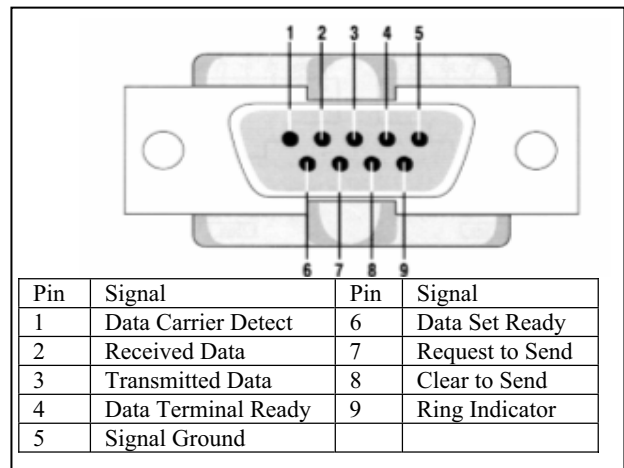 1 2 3 4 5
6 7 8 9
Pin Signal Pin Signal
1 Data Carrier Detect 6 Data Set Ready
2 Received Data 7 Request to Send
3 Transmitted Data 8 Clear to Send
4 Data Terminal Ready 9 Ring Indicator
5 Signal Ground